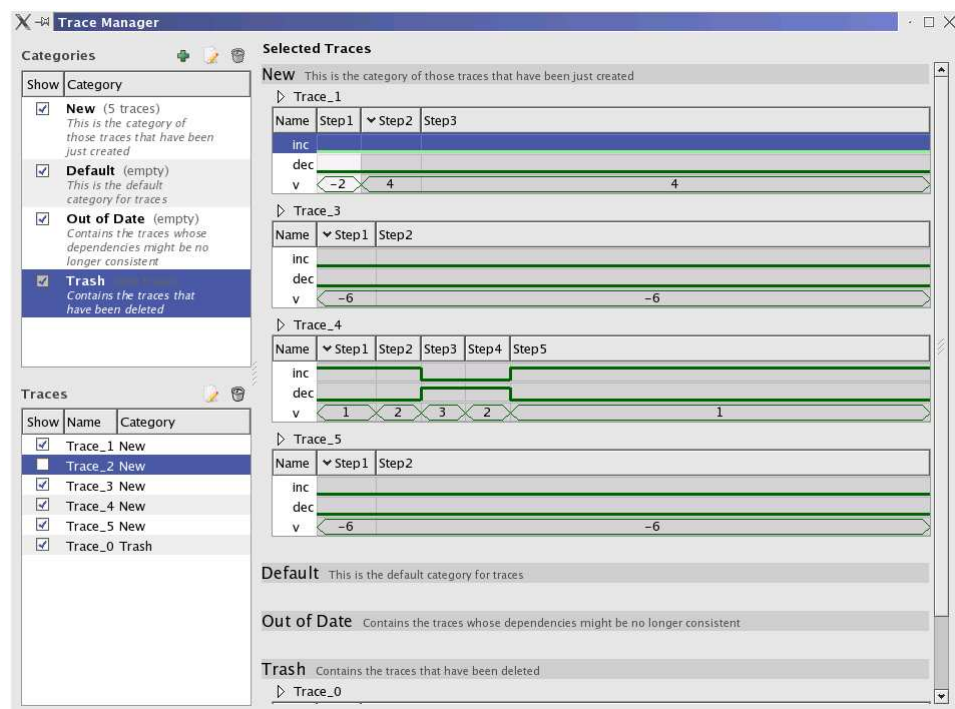 Trace Manager
Categories
Show Category
New (5 traces)
This is the category of
those traces that have been
just created
Default (empty)
This is the default
category for traces
Out of Date (empty)
Contains the traces whose
dependencies might be no
longer consistent
Trash
Contains the traces that
have been deleted
Traces
Show Name Category
Trace_1 New
Trace_2 New
Trace_3 New
Trace_4 New
Trace_5 New
Trace_0 Trash
Selected Traces
New This is the category of those traces that have been just created
Trace_1
Name Step1 Step2 Step3
inc
dec
v -2 4 4
Trace_3
Name Step1 Step2
inc
dec
v -6 -6
Trace_4
Name Step1 Step2 Step3 Step4 Step5
inc
dec
v 1 2 3 2 1
Trace_5
Name Step1 Step2
inc
dec
v -6 -6
Default This is the default category for traces
Out of Date Contains the traces whose dependencies might be no longer consistent
Trash Contains the traces that have been deleted
Trace_0